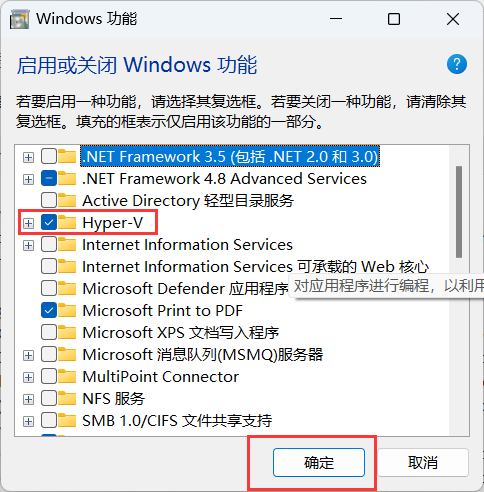 Windows 功能
启用或关闭 Windows 功能
若要启用一种功能，请选择其复选框。若要关闭一种功能，请清除其
复选框。填充的框表示仅启用该功能的一部分。
.NET Framework 3.5 (包括 .NET 2.0 和 3.0)
.NET Framework 4.8 Advanced Services
Active Directory 轻型目录服务
Hyper-V
Internet Information Services
Internet Information Services 可承载的 Web 核心
Microsoft Defender 应用程序
对应用程序进行编程，以利用
Microsoft Print to PDF
Microsoft XPS 文档写入程序
Microsoft 消息队列(MSMQ)服务器
MultiPoint Connector
NFS 服务
SMB 1.0/CIFS 文件共享支持
确定
取消